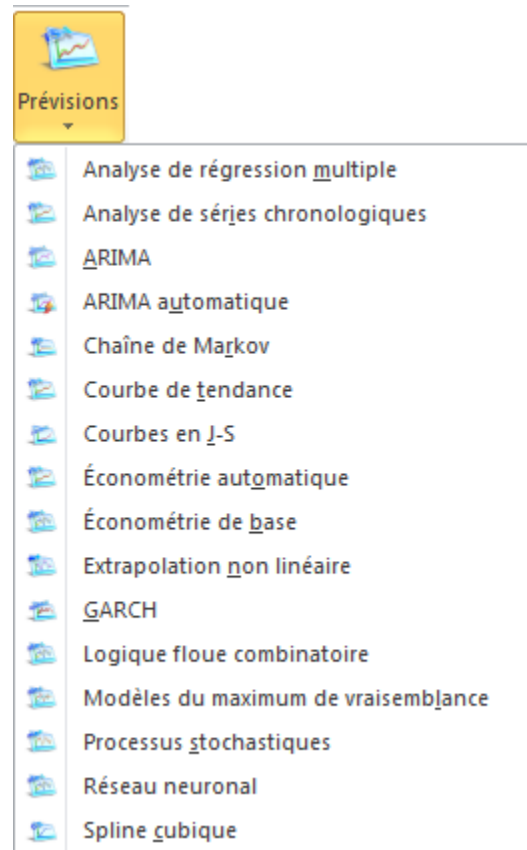 Prévisions
Analyse de régression multiple
Analyse de séries chronologiques
ARIMA
ARIMA automatique
Chaîne de Markov
Courbe de tendance
Courbes en J-S
Économétrie automatique
Économétrie de base
Extrapolation non linéaire
GARCH
Logique floue combinatoire
Modèles du maximum de vraisemblance
Processus stochastiques
Réseau neuronal
Spline cubique